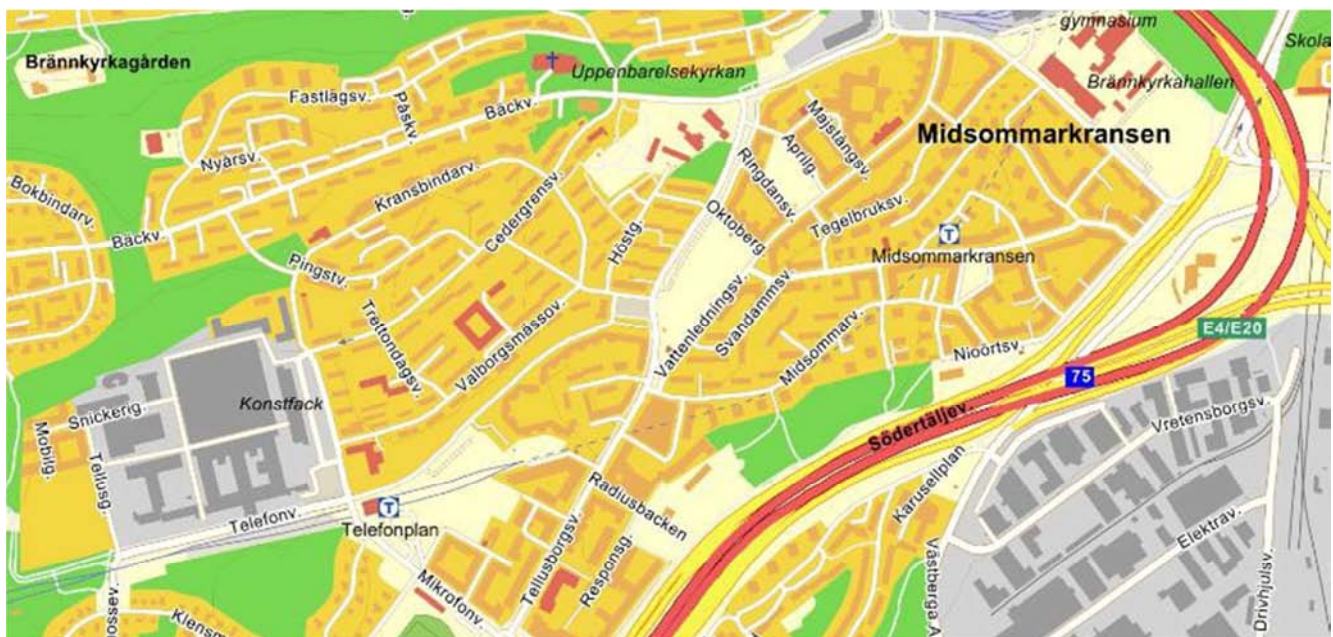 gymnasium
Skola
Brännkyrkagården
Uppenbarelsekyrkan
Brännkyrkahallen
Fastlagsv.
Påskv.
Bäckv.
Majstångsv.
Midsommarkransen
Nyårsv.
Aprilg.
Ringdansv.
Kransbindarv.
Cedergrensv.
Bokbindarv.
Höstg.
Oktoberg.
Tegelbruksv.
T
Midsommarkransen
Bäckv.
Pingstv.
Trettondagsv.
Valborgsmässov.
Vattenledningsv.
Svandammsv.
Midsommarv.
Nioörtsv.
E4/E20
75
Konstfack
Snickerig.
Södertäljev.
Vretensborgsv.
Mobilg.
Tellusg.
Radiusbacken
Karusellplan
Telefonv.
T
Telefonplan
Tellusborgsv.
Responsg.
Elektrav.
Mikrofonv.
Västberga A
Drivhjulsv.
ossev.
Klensm